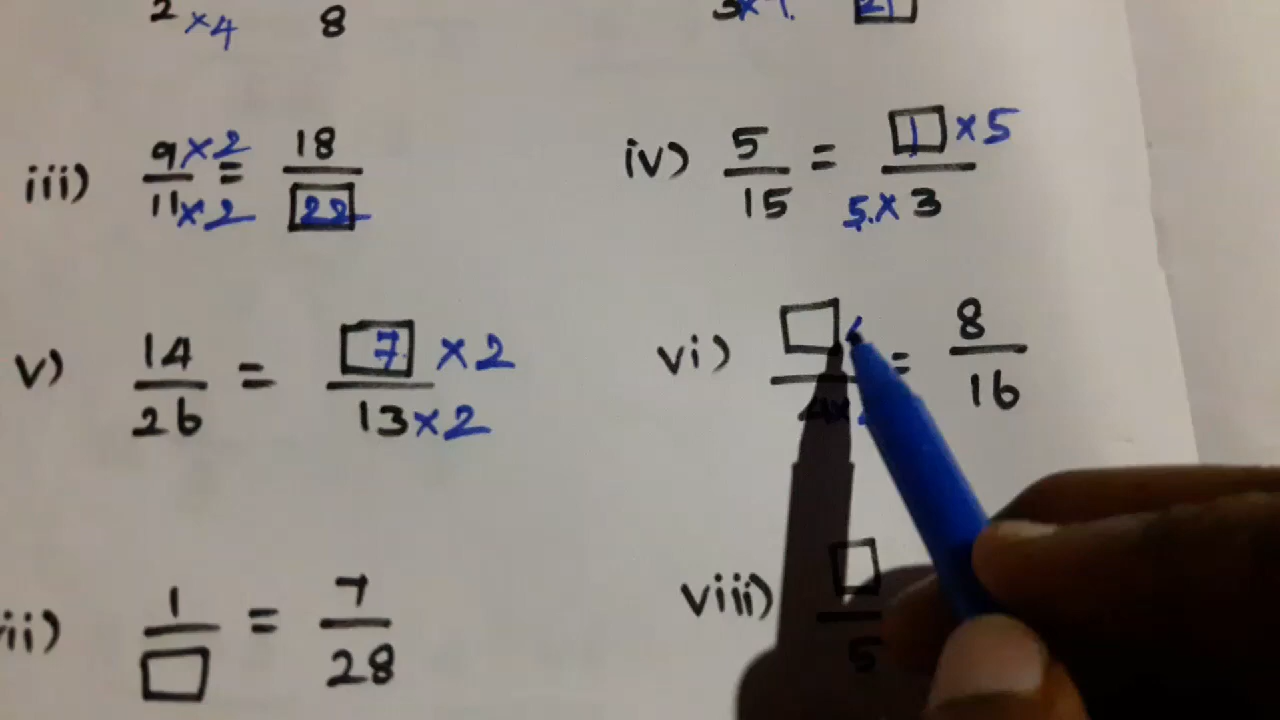 2 ×4 8
iii) 9×2 / 11×2 = 18 / 22
iv) 5 / 15 = 1 ×5 / 5×3
v) 14 / 26 = 7 ×2 / 13×2
vi) □ / 4× = 8 / 16
ii) 1 / □ = 7 / 28
viii) □ / 5